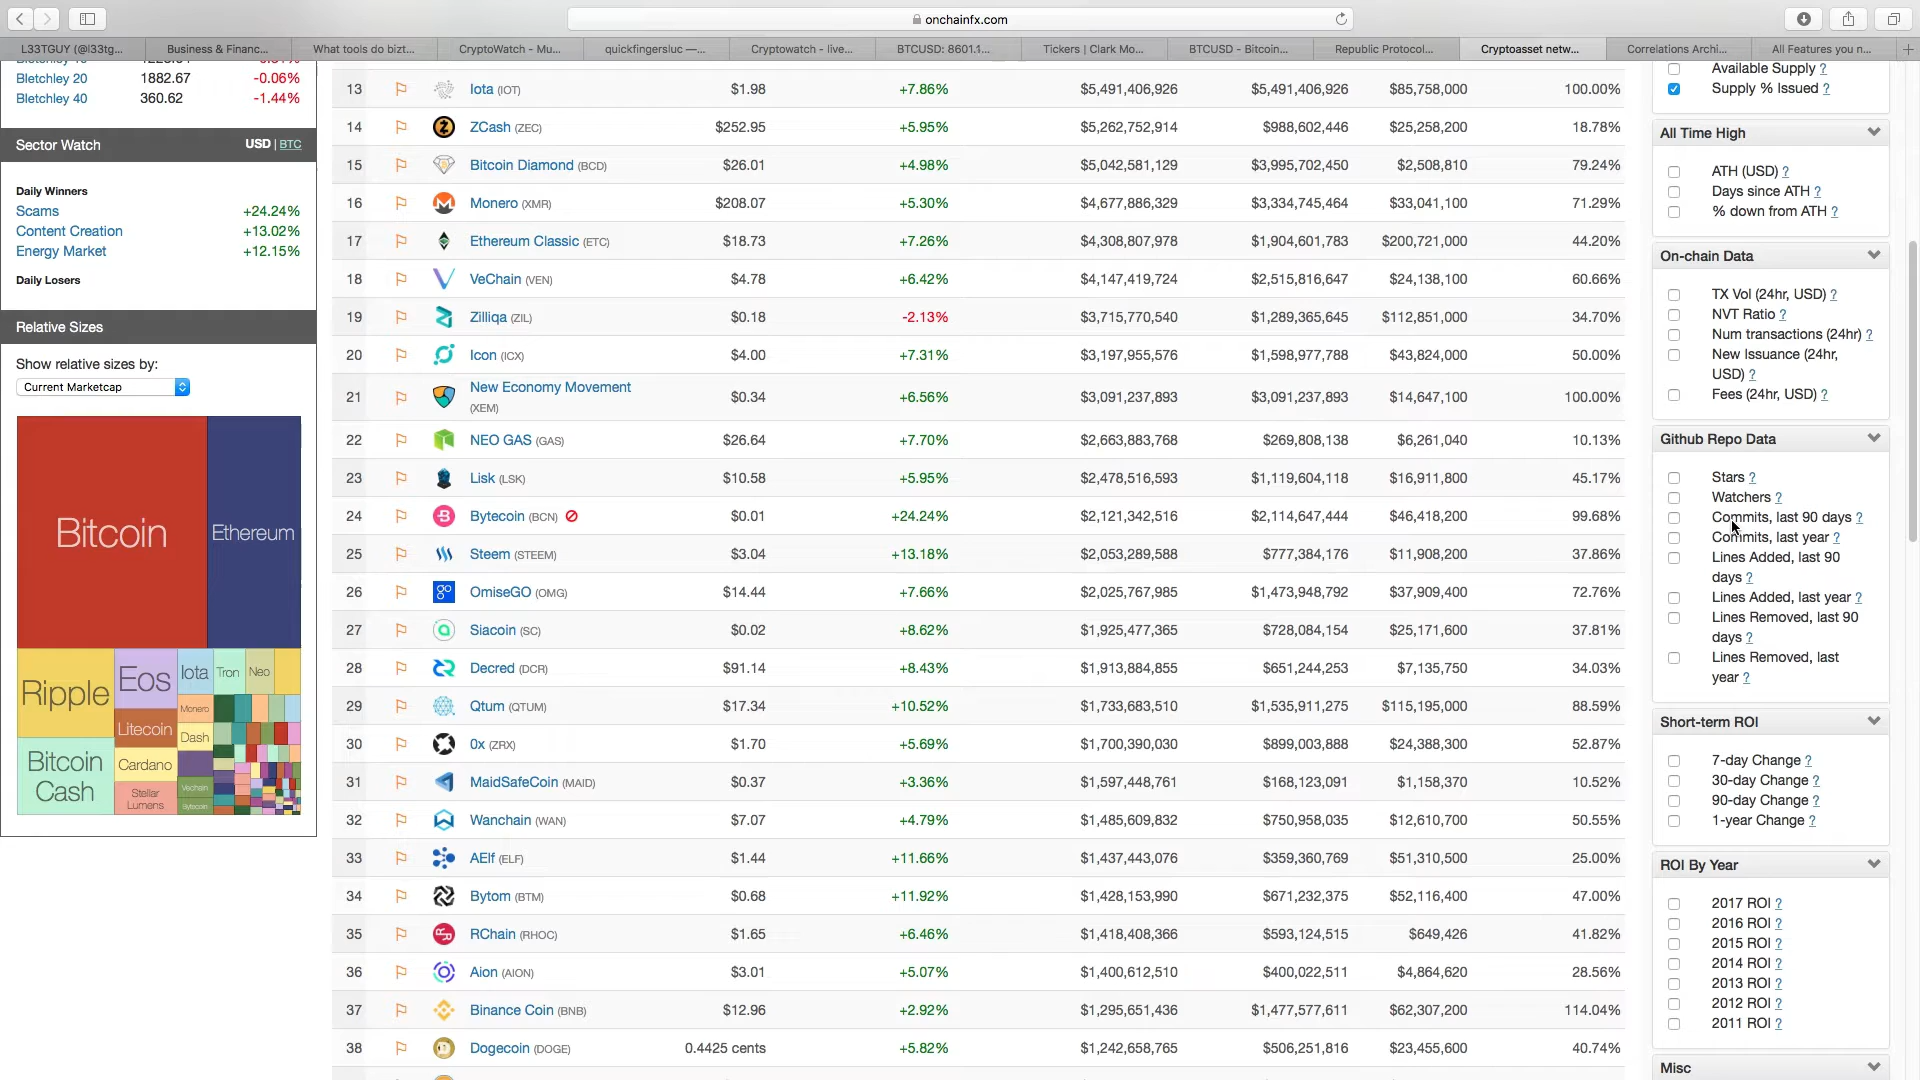 onchainfx.com
L33TGUY (@l33tg...
Business & Financ...
What tools do bizt...
CryptoWatch - Mu...
quickfingersluc —...
Cryptowatch - live...
BTCUSD: 8601.1...
Tickers | Clark Mo...
BTCUSD - Bitcoin...
Republic Protocol...
Cryptoasset netw...
Correlations Archi...
All Features you n...
Bletchley 20 1882.67 -0.06%
Bletchley 40 360.62 -1.44%
Sector Watch USD | BTC
Daily Winners
Scams +24.24%
Content Creation +13.02%
Energy Market +12.15%
Daily Losers
Relative Sizes
Show relative sizes by:
Current Marketcap
Bitcoin
Ethereum
Ripple
Eos
Iota
Tron
Neo
Monero
Litecoin
Dash
Bitcoin
Cash
Cardano
Stellar
Lumens
Vechain
Bytecoin
13 Iota (IOT) $1.98 +7.86% $5,491,406,926 $5,491,406,926 $85,758,000 100.00%
14 ZCash (ZEC) $252.95 +5.95% $5,262,752,914 $988,602,446 $25,258,200 18.78%
15 Bitcoin Diamond (BCD) $26.01 +4.98% $5,042,581,129 $3,995,702,450 $2,508,810 79.24%
16 Monero (XMR) $208.07 +5.30% $4,677,886,329 $3,334,745,464 $33,041,100 71.29%
17 Ethereum Classic (ETC) $18.73 +7.26% $4,308,807,978 $1,904,601,783 $200,721,000 44.20%
18 VeChain (VEN) $4.78 +6.42% $4,147,419,724 $2,515,816,647 $24,138,100 60.66%
19 Zilliqa (ZIL) $0.18 -2.13% $3,715,770,540 $1,289,365,645 $112,851,000 34.70%
20 Icon (ICX) $4.00 +7.31% $3,197,955,576 $1,598,977,788 $43,824,000 50.00%
21 New Economy Movement
(XEM) $0.34 +6.56% $3,091,237,893 $3,091,237,893 $14,647,100 100.00%
22 NEO GAS (GAS) $26.64 +7.70% $2,663,883,768 $269,808,138 $6,261,040 10.13%
23 Lisk (LSK) $10.58 +5.95% $2,478,516,593 $1,119,604,118 $16,911,800 45.17%
24 Bytecoin (BCN) $0.01 +24.24% $2,121,342,516 $2,114,647,444 $46,418,200 99.68%
25 Steem (STEEM) $3.04 +13.18% $2,053,289,588 $777,384,176 $11,908,200 37.86%
26 OmiseGO (OMG) $14.44 +7.66% $2,025,767,985 $1,473,948,792 $37,909,400 72.76%
27 Siacoin (SC) $0.02 +8.62% $1,925,477,365 $728,084,154 $25,171,600 37.81%
28 Decred (DCR) $91.14 +8.43% $1,913,884,855 $651,244,253 $7,135,750 34.03%
29 Qtum (QTUM) $17.34 +10.52% $1,733,683,510 $1,535,911,275 $115,195,000 88.59%
30 0x (ZRX) $1.70 +5.69% $1,700,390,030 $899,003,888 $24,388,300 52.87%
31 MaidSafeCoin (MAID) $0.37 +3.36% $1,597,448,761 $168,123,091 $1,158,370 10.52%
32 Wanchain (WAN) $7.07 +4.79% $1,485,609,832 $750,958,035 $12,610,700 50.55%
33 AElf (ELF) $1.44 +11.66% $1,437,443,076 $359,360,769 $51,310,500 25.00%
34 Bytom (BTM) $0.68 +11.92% $1,428,153,990 $671,232,375 $52,116,400 47.00%
35 RChain (RHOC) $1.65 +6.46% $1,418,408,366 $593,124,515 $649,426 41.82%
36 Aion (AION) $3.01 +5.07% $1,400,612,510 $400,022,511 $4,864,620 28.56%
37 Binance Coin (BNB) $12.96 +2.92% $1,295,651,436 $1,477,577,611 $62,307,200 114.04%
38 Dogecoin (DOGE) 0.4425 cents +5.82% $1,242,658,765 $506,251,816 $23,455,600 40.74%
Available Supply ?
Supply % Issued ?
All Time High
ATH (USD) ?
Days since ATH ?
% down from ATH ?
On-chain Data
TX Vol (24hr, USD) ?
NVT Ratio ?
Num transactions (24hr) ?
New Issuance (24hr,
USD) ?
Fees (24hr, USD) ?
Github Repo Data
Stars ?
Watchers ?
Commits, last 90 days ?
Commits, last year ?
Lines Added, last 90
days ?
Lines Added, last year ?
Lines Removed, last 90
days ?
Lines Removed, last
year ?
Short-term ROI
7-day Change ?
30-day Change ?
90-day Change ?
1-year Change ?
ROI By Year
2017 ROI ?
2016 ROI ?
2015 ROI ?
2014 ROI ?
2013 ROI ?
2012 ROI ?
2011 ROI ?
Misc